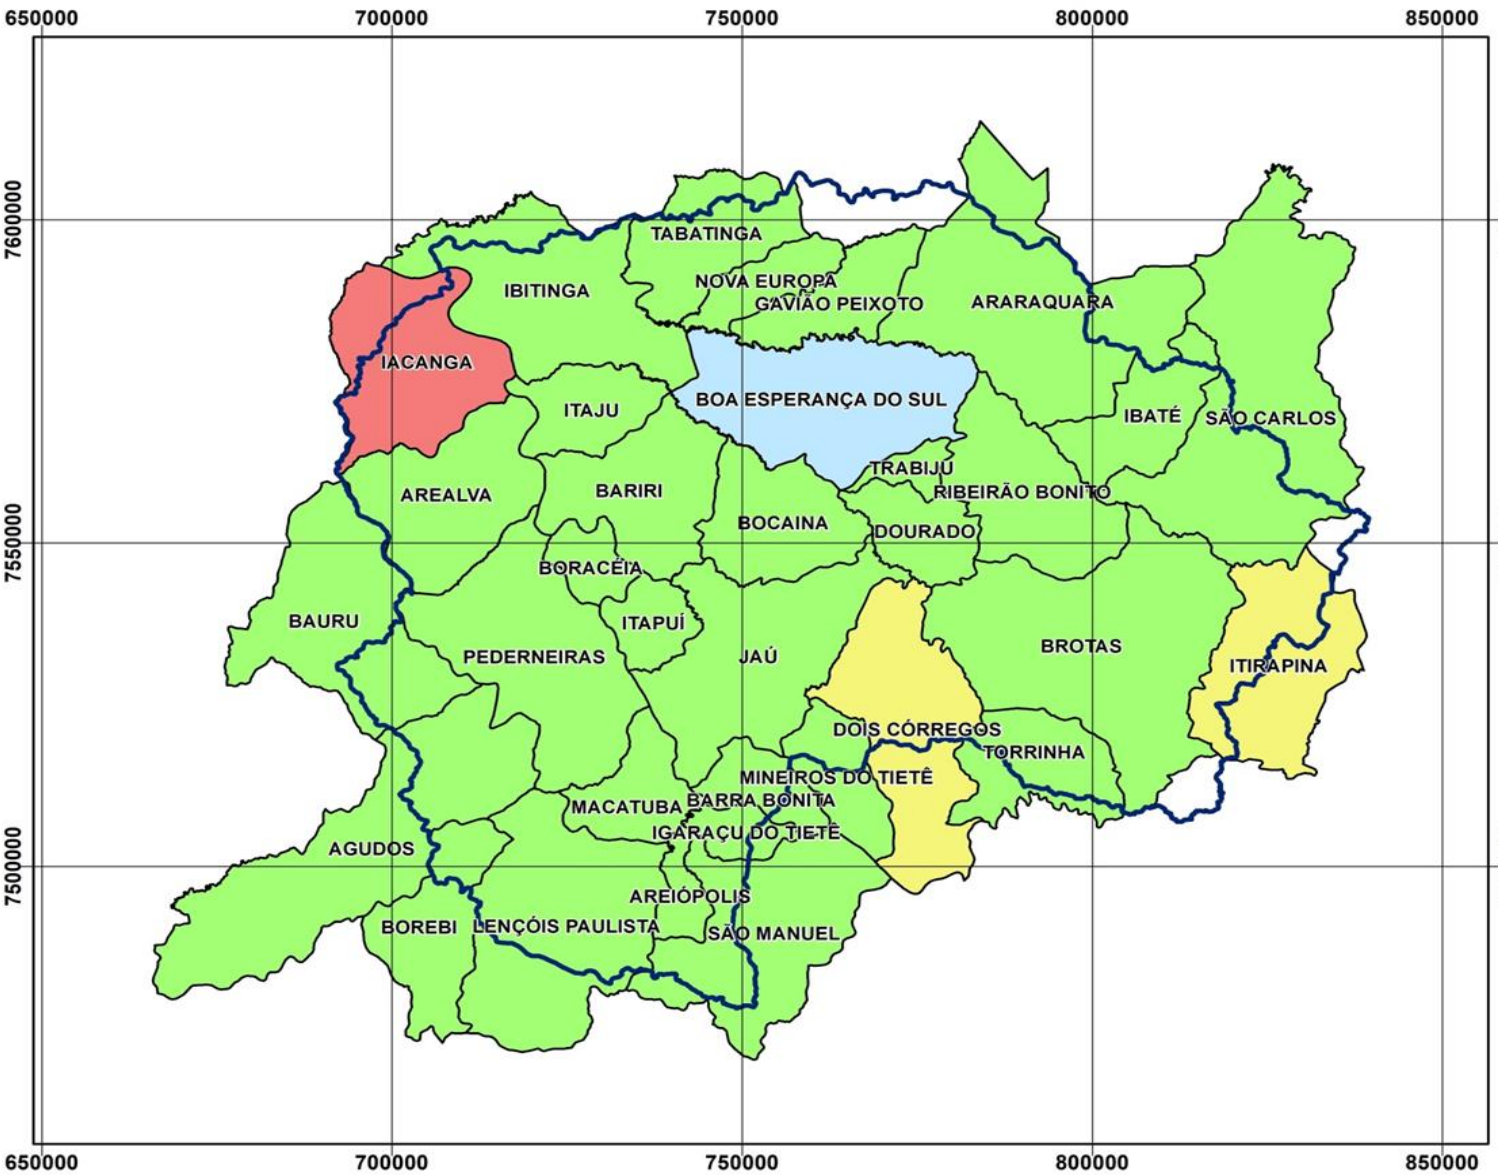 650000 700000 750000 800000 850000
7600000
TABATINGA
NOVA EUROPA
IBITINGA
GAVIÃO PEIXOTO
ARARAQUARA
IACANGA
BOA ESPERANÇA DO SUL
ITAJU
IBATÉ
SÃO CARLOS
TRABIJÚ
AREALVA
BARIRI
RIBEIRÃO BONITO
BOCAINA
DOURADO
7550000
BORACÉIA
BAURU
ITAPUÍ
BROTAS
PEDERNEIRAS
JAÚ
ITIRAPINA
DOIS CÓRREGOS
TORRINHA
MINEIROS DO TIETÊ
BARRA BONITA
MACATUBA
IGARAÇU DO TIETÊ
AGUDOS
7500000
AREIÓPOLIS
BOREBI
LENÇÓIS PAULISTA
SÃO MANUEL
650000 700000 750000 800000 850000